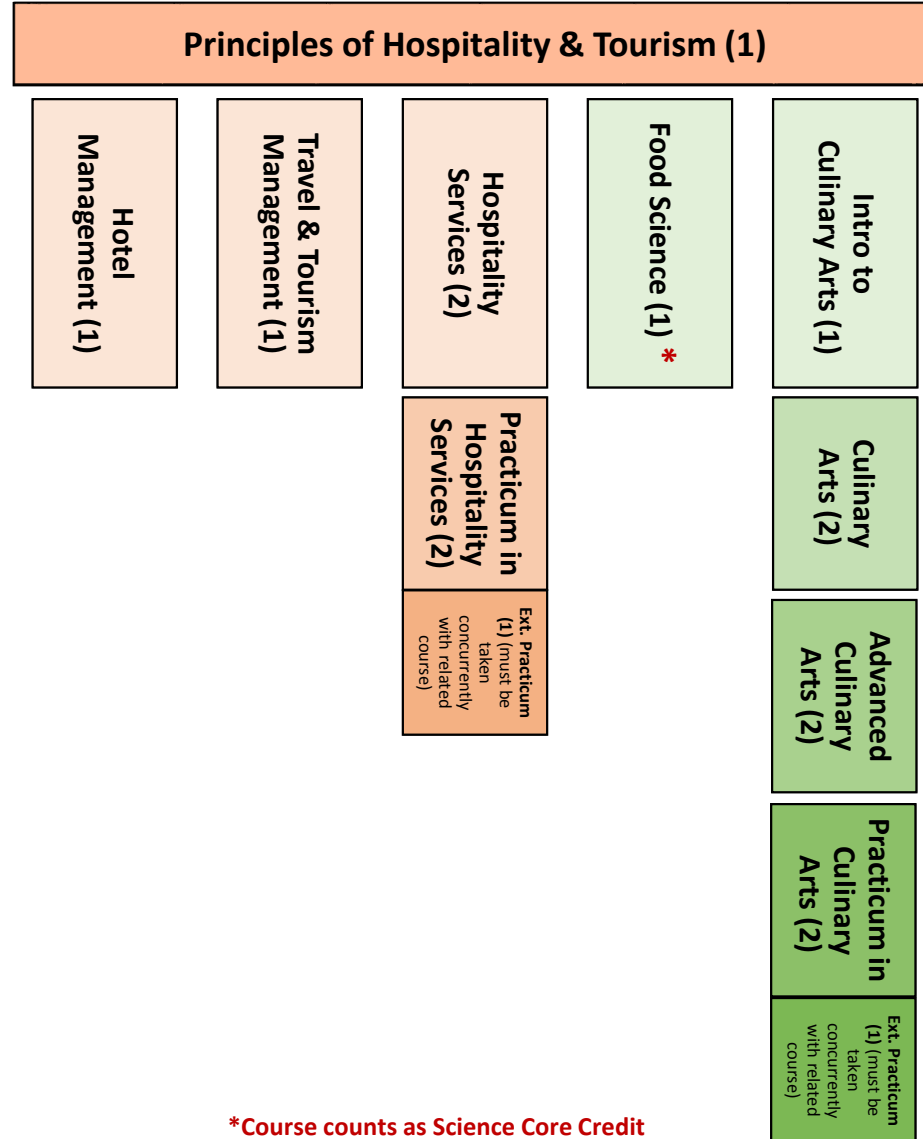 Principles of Hospitality & Tourism (1)
Hotel
Management (1)
Travel & Tourism
Management (1)
Hospitality
Services (2)
Food Science (1) *
Intro to
Culinary Arts (1)
Practicum in
Hospitality
Services (2)
Culinary
Arts (2)
Ext. Practicum
(1) (must be
taken
concurrently
with related
course)
Advanced
Culinary
Arts (2)
Practicum in
Culinary
Arts (2)
Ext. Practicum
(1) (must be
taken
concurrently
with related
course)
*Course counts as Science Core Credit